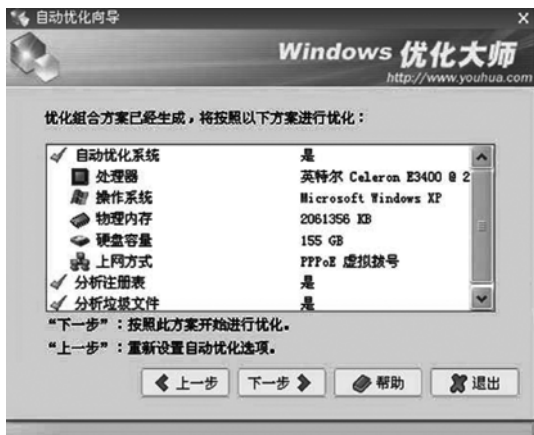 自动优化向导
Windows 优化大师
http://www.youhua.com
优化组合方案已经生成，将按照以下方案进行优化：
自动优化系统 是
处理器 英特尔 Celeron E3400 @ 2
操作系统 Microsoft Windows XP
物理内存 2061356 KB
硬盘容量 155 GB
上网方式 PPPoE 虚拟拨号
分析注册表 是
分析垃圾文件 是
“下一步”：按照此方案开始进行优化。
“上一步”：重新设置自动优化选项。
上一步 下一步 帮助 退出